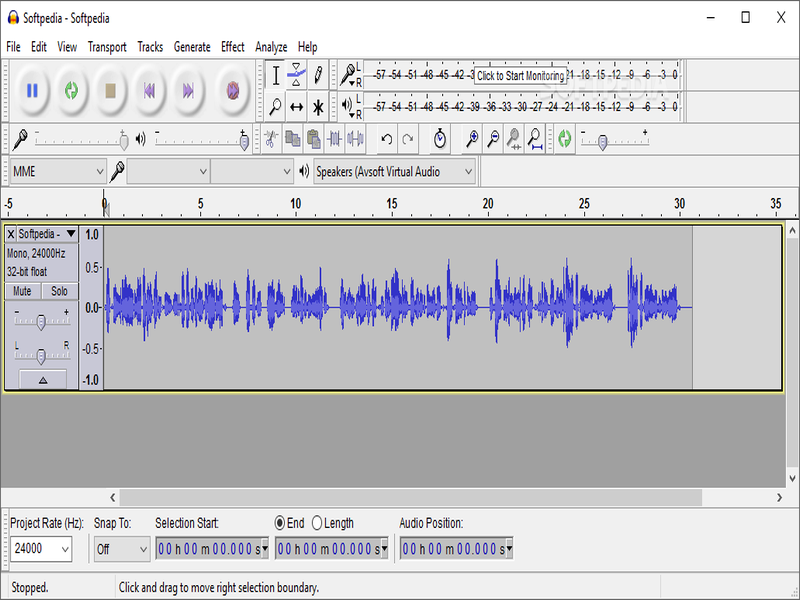 Softpedia - Softpedia
File Edit View Transport Tracks Generate Effect Analyze Help
L
R
-57 -54 -51 -48 -45 -42 -3 Click to Start Monitoring 1 -18 -15 -12 -9 -6 -3 0
L
R
-57 -54 -51 -48 -45 -42 -39 -36 -33 -30 -27 -24 -21 -18 -15 -12 -9 -6 -3 0
SOFTPEDIA
- + - + - +
MME Speakers (Avsoft Virtual Audio
-5 0 5 10 15 20 25 30 35
X Softpedia - 1.0
Mono, 24000Hz
32-bit float 0.5
Mute Solo
- + 0.0
L R -0.5
-1.0
Project Rate (Hz): Snap To: Selection Start: End Length Audio Position:
24000 Off 00 h 00 m 00.000 s 00 h 00 m 00.000 s 00 h 00 m 00.000 s
Stopped. Click and drag to move right selection boundary.